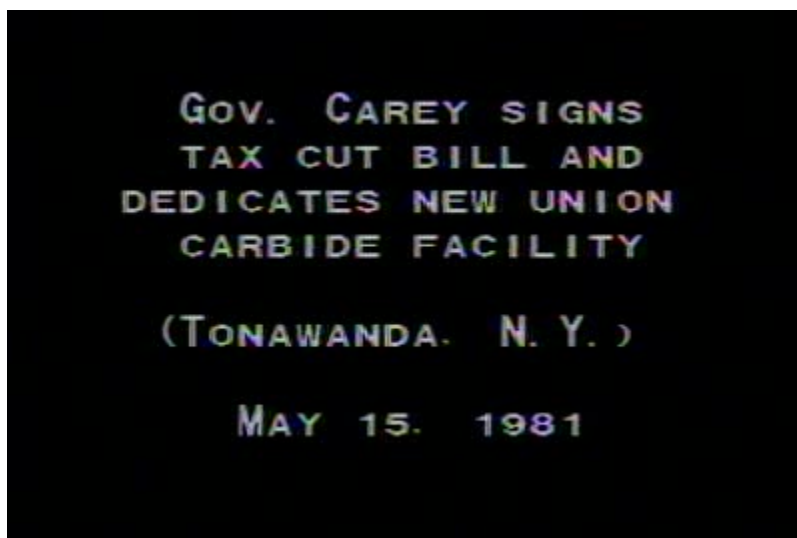 Gov. Carey signs
tax cut bill and
dedicates new Union
Carbide facility
(Tonawanda, N.Y.)
May 15, 1981